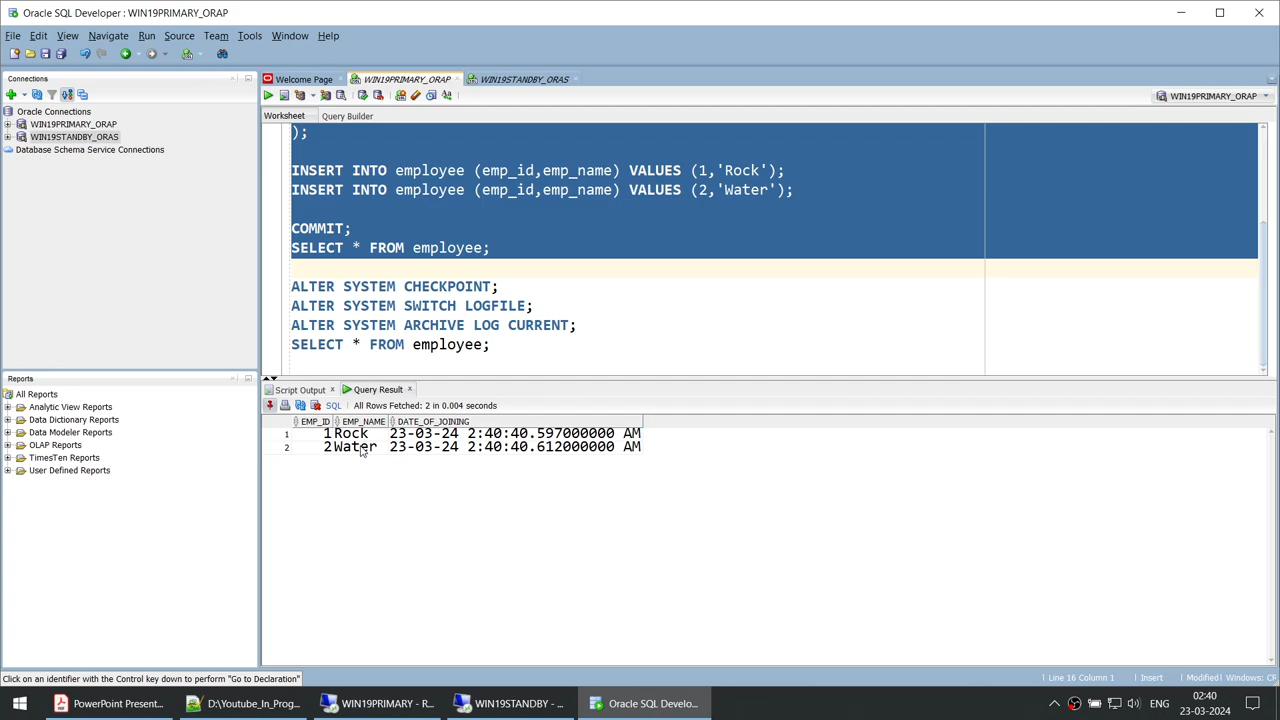 Oracle SQL Developer : WIN19PRIMARY_ORAP
File Edit View Navigate Run Source Team Tools Window Help
Connections
Welcome Page WIN19PRIMARY_ORAP WIN19STANDBY_ORAS
WIN19PRIMARY_ORAP
Oracle Connections
WIN19PRIMARY_ORAP
WIN19STANDBY_ORAS
Database Schema Service Connections
Worksheet Query Builder
);
INSERT INTO employee (emp_id,emp_name) VALUES (1,'Rock');
INSERT INTO employee (emp_id,emp_name) VALUES (2,'Water');
COMMIT;
SELECT * FROM employee;
ALTER SYSTEM CHECKPOINT;
ALTER SYSTEM SWITCH LOGFILE;
ALTER SYSTEM ARCHIVE LOG CURRENT;
SELECT * FROM employee;
Reports
All Reports
Analytic View Reports
Data Dictionary Reports
Data Modeler Reports
OLAP Reports
TimesTen Reports
User Defined Reports
Script Output Query Result
SQL All Rows Fetched: 2 in 0.004 seconds
EMP_ID EMP_NAME DATE_OF_JOINING
1 1 Rock 23-03-24 2:40:40.597000000 AM
2 2 Water 23-03-24 2:40:40.612000000 AM
Click on an identifier with the Control key down to perform "Go to Declaration"
Line 16 Column 1 Insert Modified Windows: CR
PowerPoint Present... D:\Youtube_In_Prog... WIN19PRIMARY - R... WIN19STANDBY - ... Oracle SQL Develo...
ENG 02:40
23-03-2024